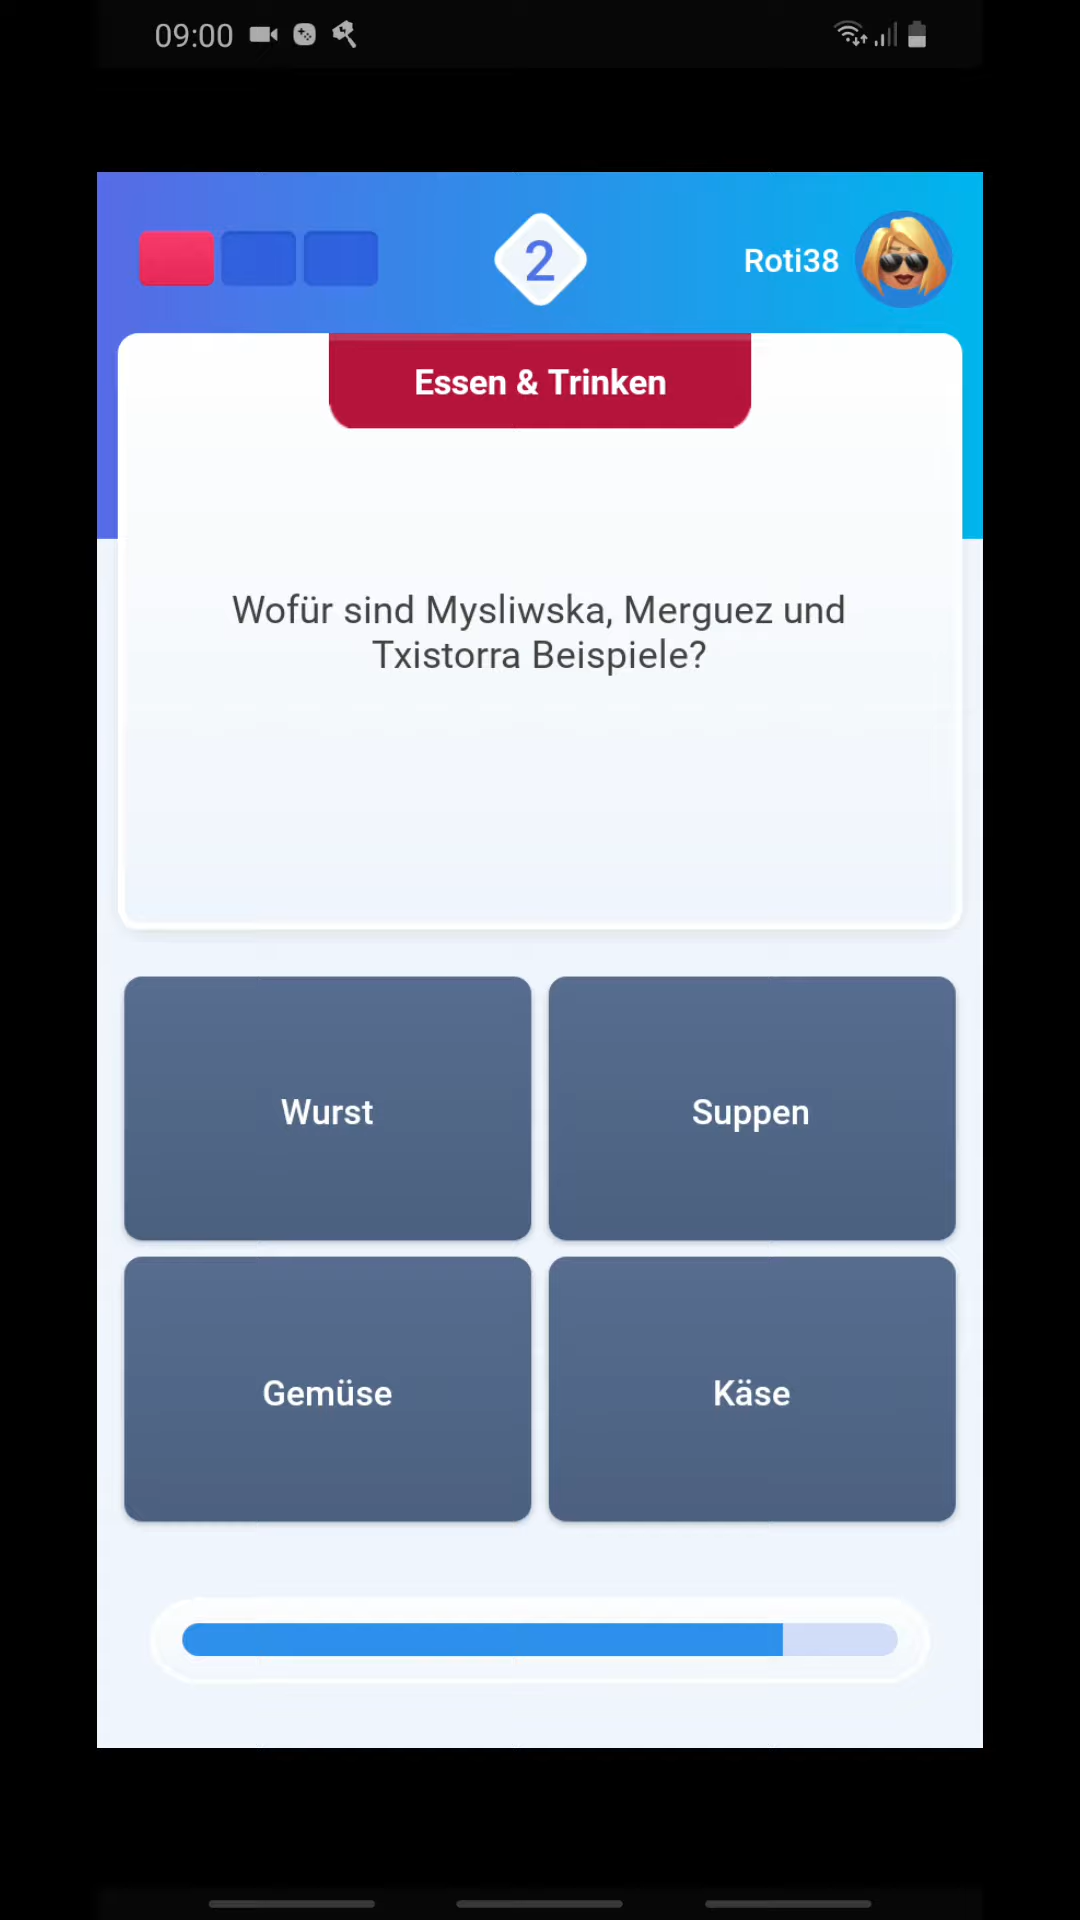 09:00
2
Roti38
Essen & Trinken
Wofür sind Mysliwska, Merguez und
Txistorra Beispiele?
Wurst
Suppen
Gemüse
Käse